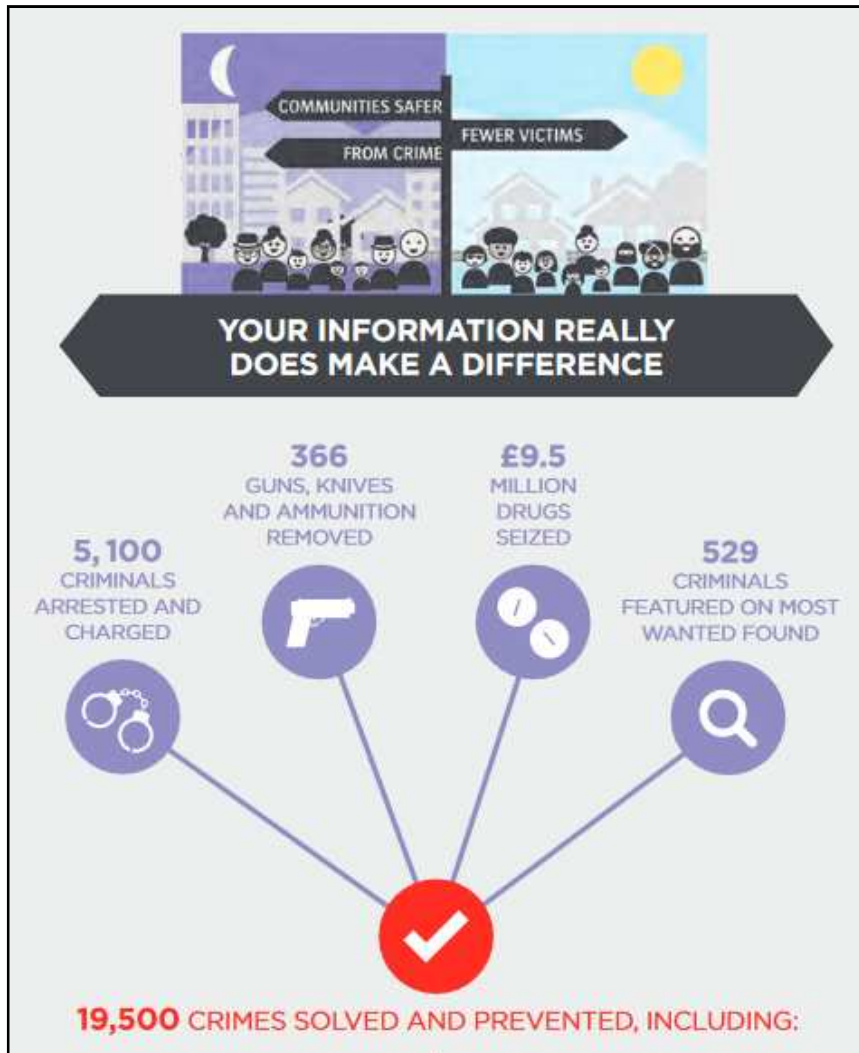 COMMUNITIES SAFER
FROM CRIME
FEWER VICTIMS
YOUR INFORMATION REALLY
DOES MAKE A DIFFERENCE
5,100
CRIMINALS
ARRESTED AND
CHARGED
366
GUNS, KNIVES
AND AMMUNITION
REMOVED
£9.5
MILLION
DRUGS
SEIZED
529
CRIMINALS
FEATURED ON MOST
WANTED FOUND
19,500 CRIMES SOLVED AND PREVENTED, INCLUDING: